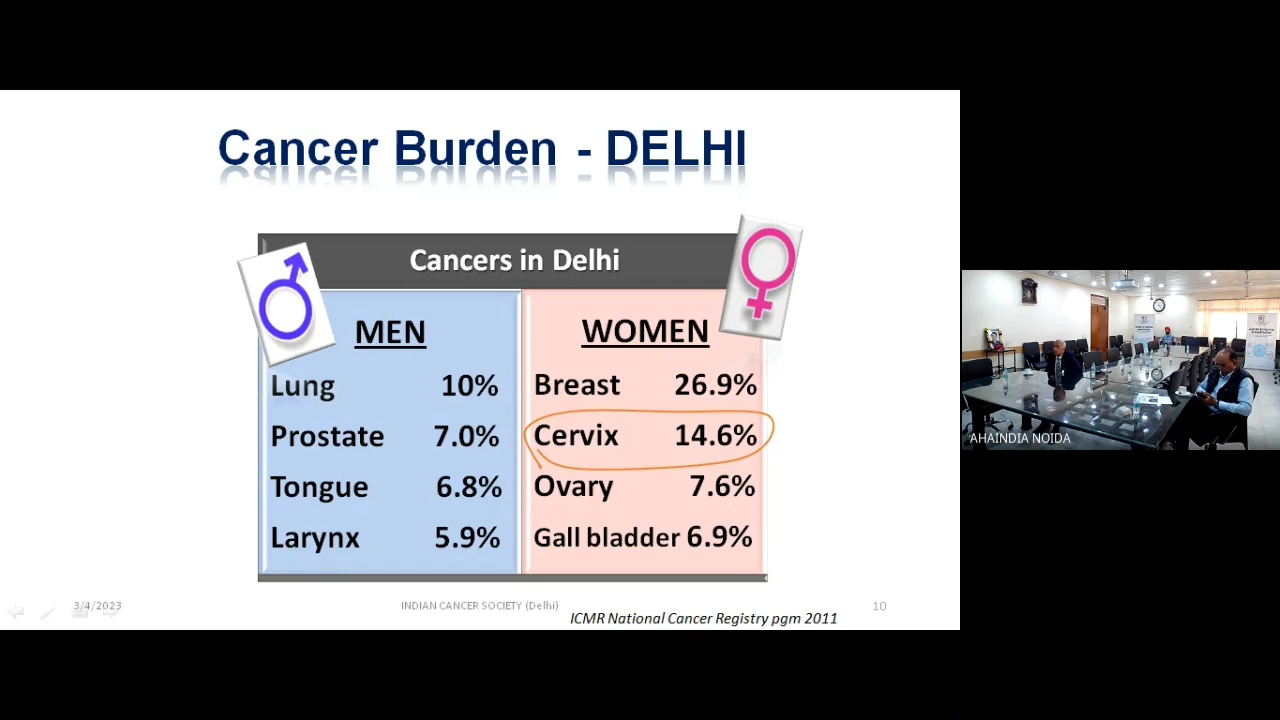 Cancer Burden - DELHI
Cancers in Delhi
MEN
Lung 10%
Prostate 7.0%
Tongue 6.8%
Larynx 5.9%
WOMEN
Breast 26.9%
Cervix 14.6%
Ovary 7.6%
Gall bladder 6.9%
3/4/2023
INDIAN CANCER SOCIETY (Delhi)
10
ICMR National Cancer Registry pgm 2011
AHAINDIA NOIDA